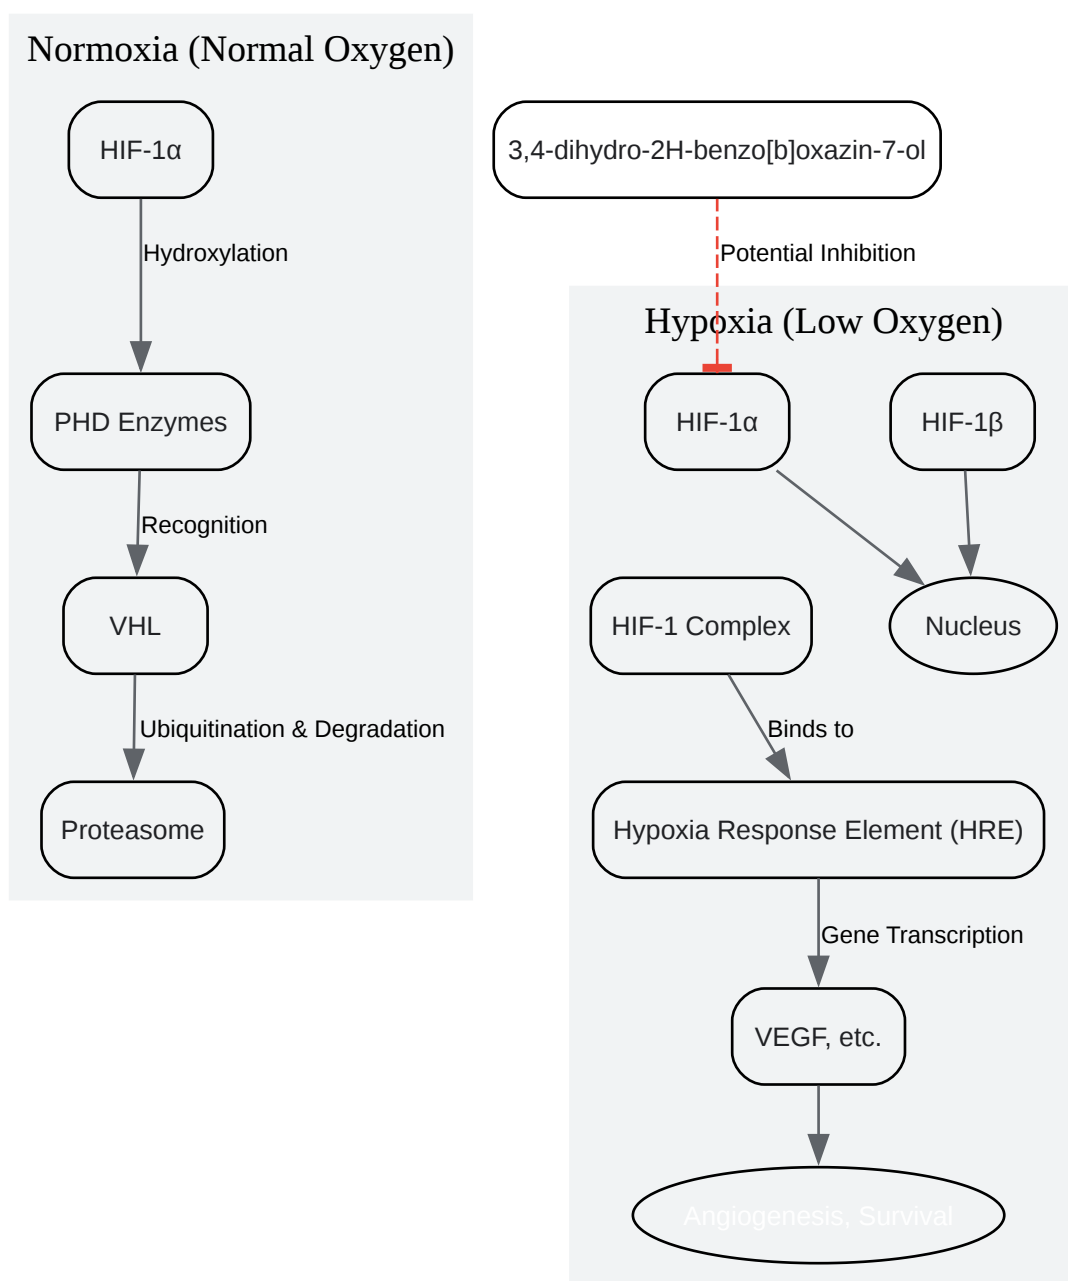 Normoxia (Normal Oxygen)
HIF-1α
3,4-dihydro-2H-benzo[b]oxazin-7-ol
Hydroxylation
Potential Inhibition
Hypoxia (Low Oxygen)
PHD Enzymes
HIF-1α
HIF-1β
Recognition
VHL
HIF-1 Complex
Nucleus
Ubiquitination & Degradation
Binds to
Proteasome
Hypoxia Response Element (HRE)
Gene Transcription
VEGF, etc.
Angiogenesis, Survival